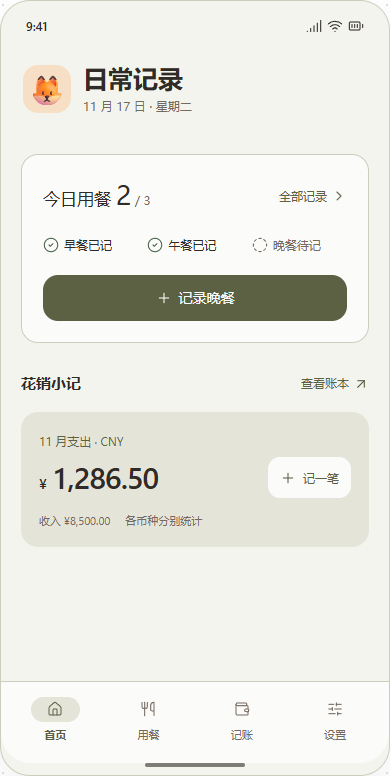 9:41
日常记录
11 月 17 日 · 星期二
今日用餐 2 / 3
全部记录
早餐已记 午餐已记 晚餐待记
+ 记录晚餐
花销小记
查看账本
11 月支出 · CNY
¥ 1,286.50
+ 记一笔
收入 ¥8,500.00 各币种分别统计
首页 用餐 记账 设置